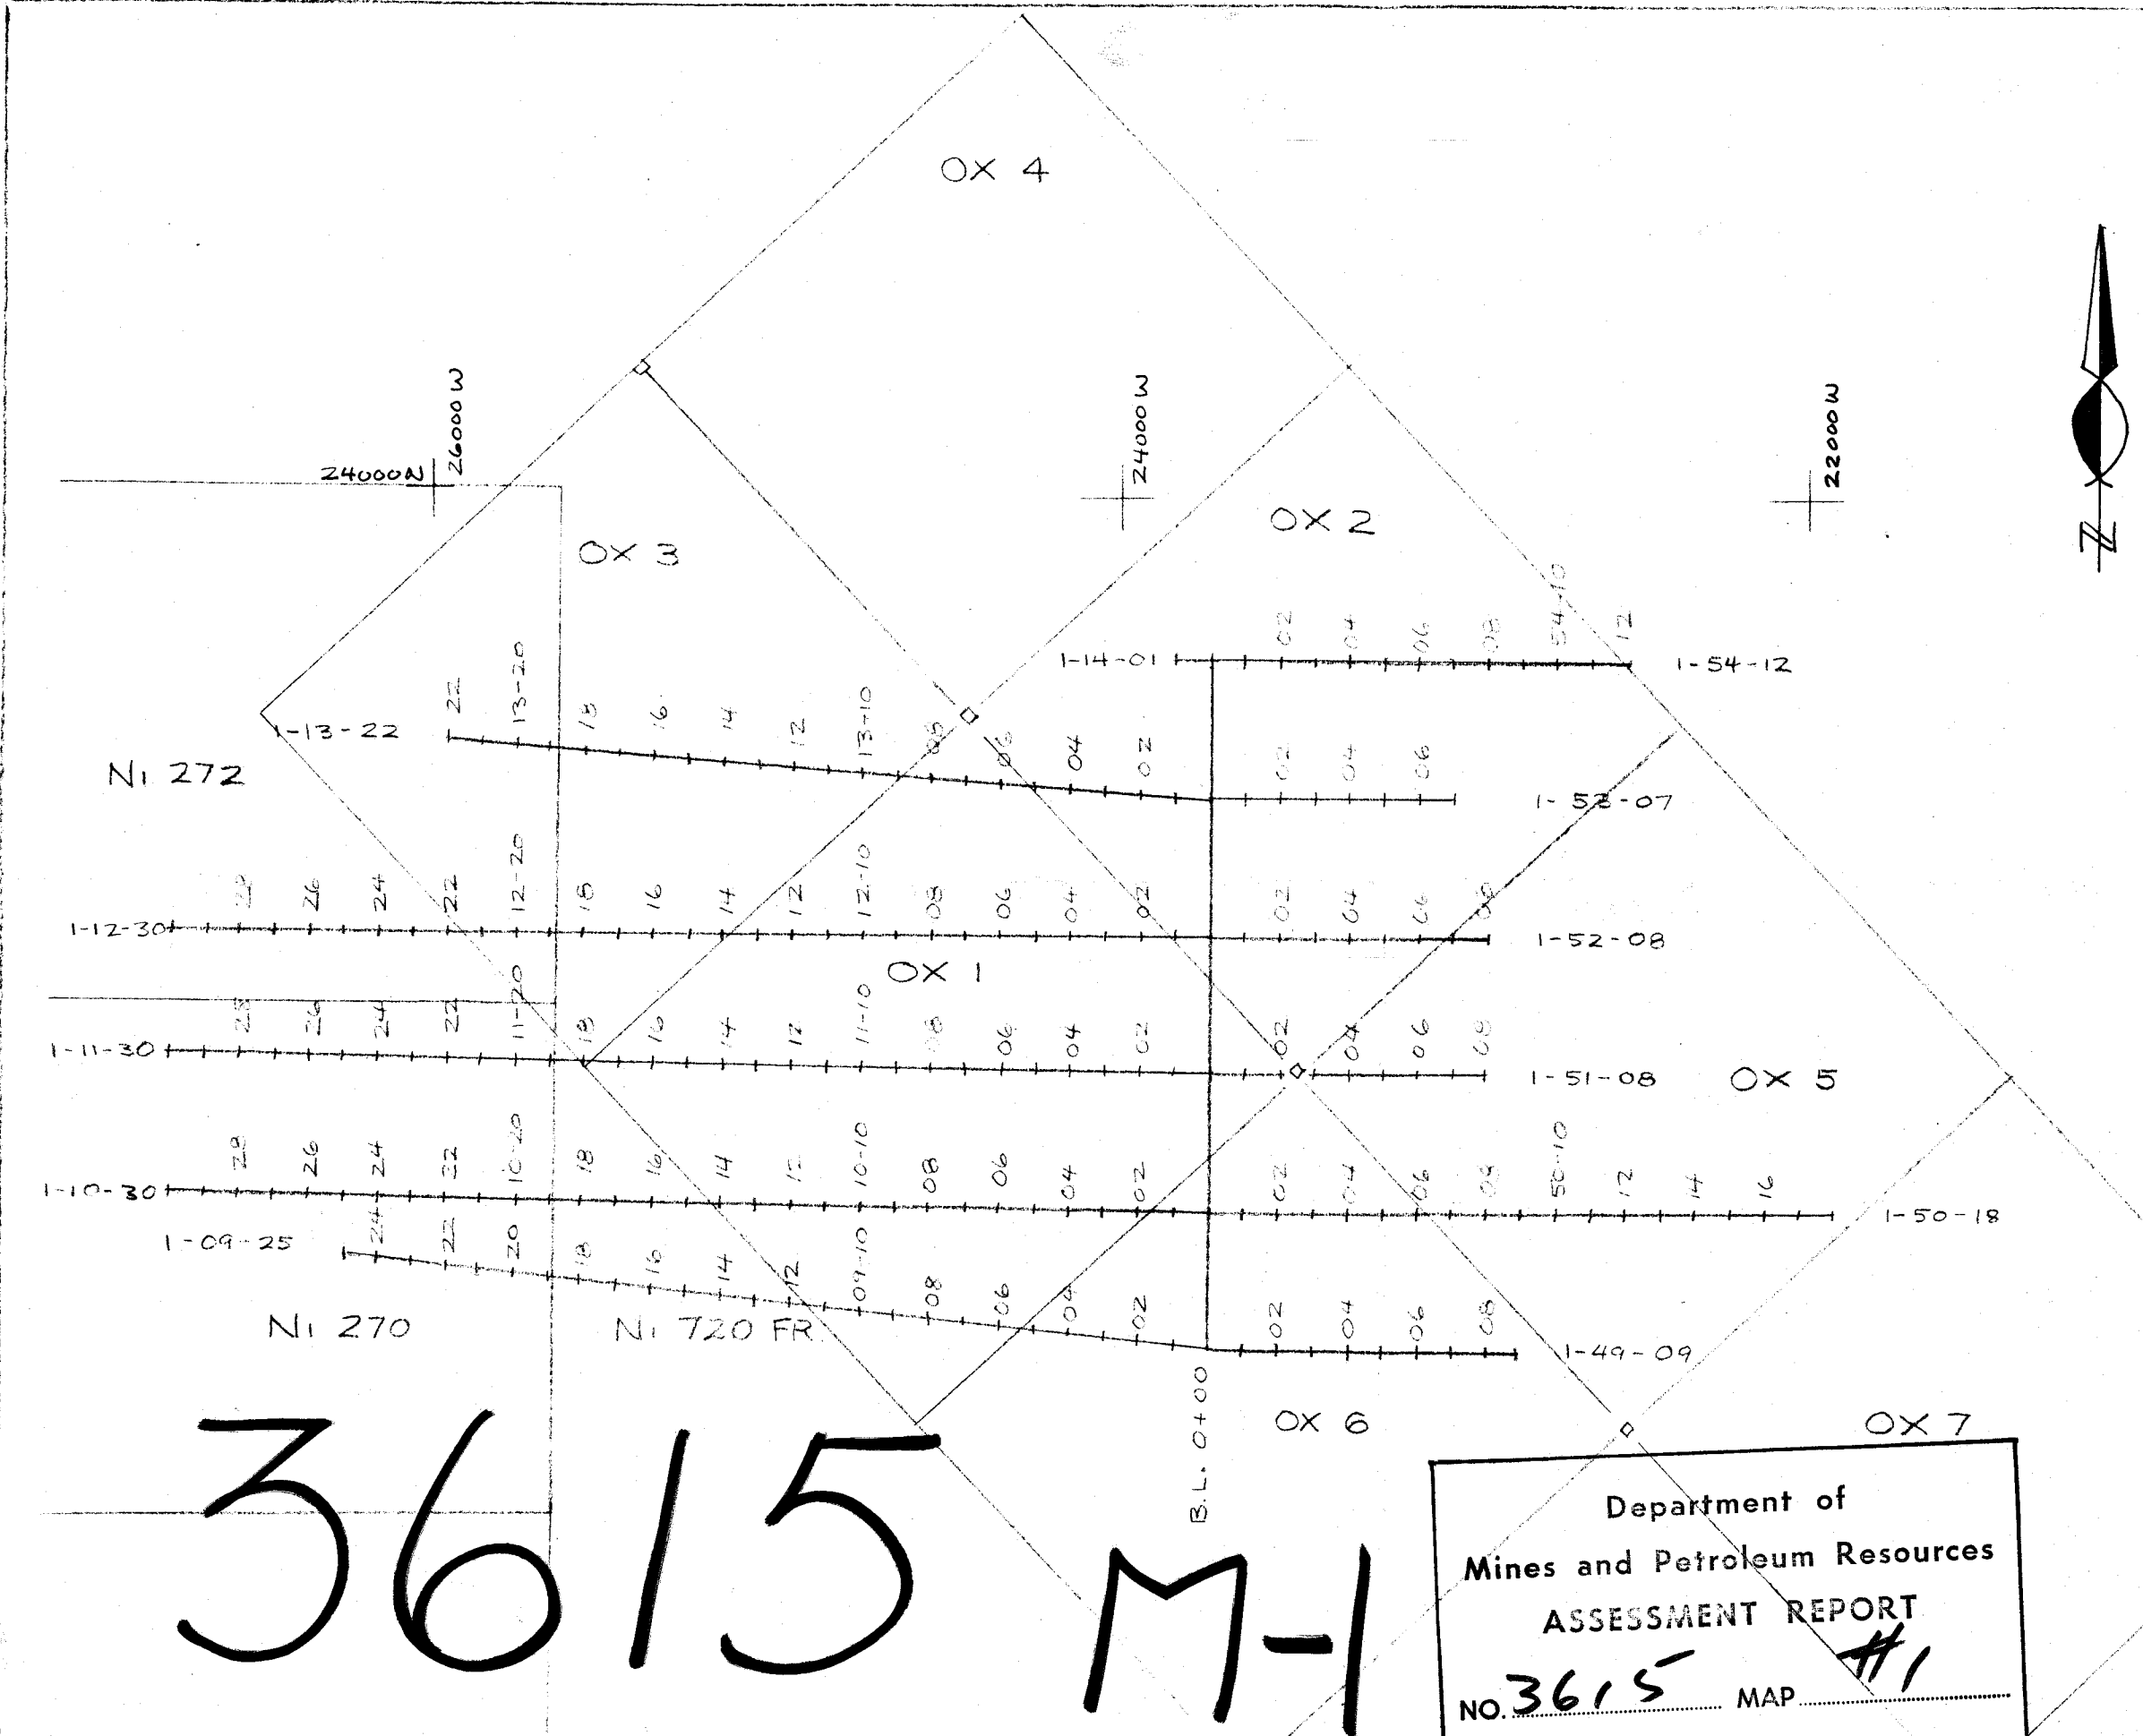 OX 4
26000W
24000W
22000W
24000N
OX 2
OX 3
02 04 06 08 54-10 12
1-14-01 1-54-12
22 13-20 18 16 14 12 13-10 08 06 04 02 02 04 06
1-13-22 1-53-07
Ni 272
28 26 24 22 12-20 18 16 14 12 12-10 08 06 04 02 02 04 06 08
1-12-30 1-52-08
OX 1
28 26 24 22 11-20 18 16 14 12 11-10 08 06 04 02 02 04 06 08
1-11-30 1-51-08 OX 5
28 26 24 22 10-20 18 16 14 12 10-10 08 06 04 02 02 04 06 08 50-10 12 14 16
1-10-30 1-50-18
1-09-25
24 22 20 18 16 14 12 09-10 08 06 04 02 02 04 06 08
1-49-09
Ni 270 Ni 720 FR.
B.L. 0+00
OX 6 OX 7
3615 M-1
Department of
Mines and Petroleum Resources
ASSESSMENT REPORT
NO. 3615 MAP #1
N